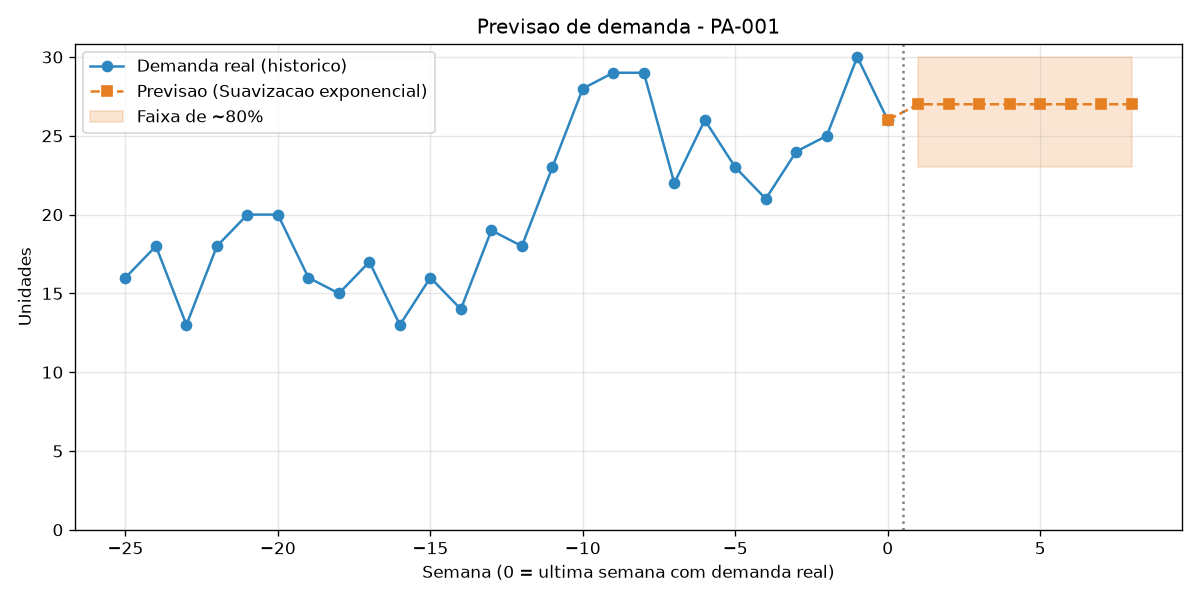 Previsao de demanda - PA-001
Demanda real (historico)
Previsao (Suavizacao exponencial)
Faixa de ~80%
Unidades
30
25
20
15
10
5
0
−25 −20 −15 −10 −5 0 5
Semana (0 = ultima semana com demanda real)